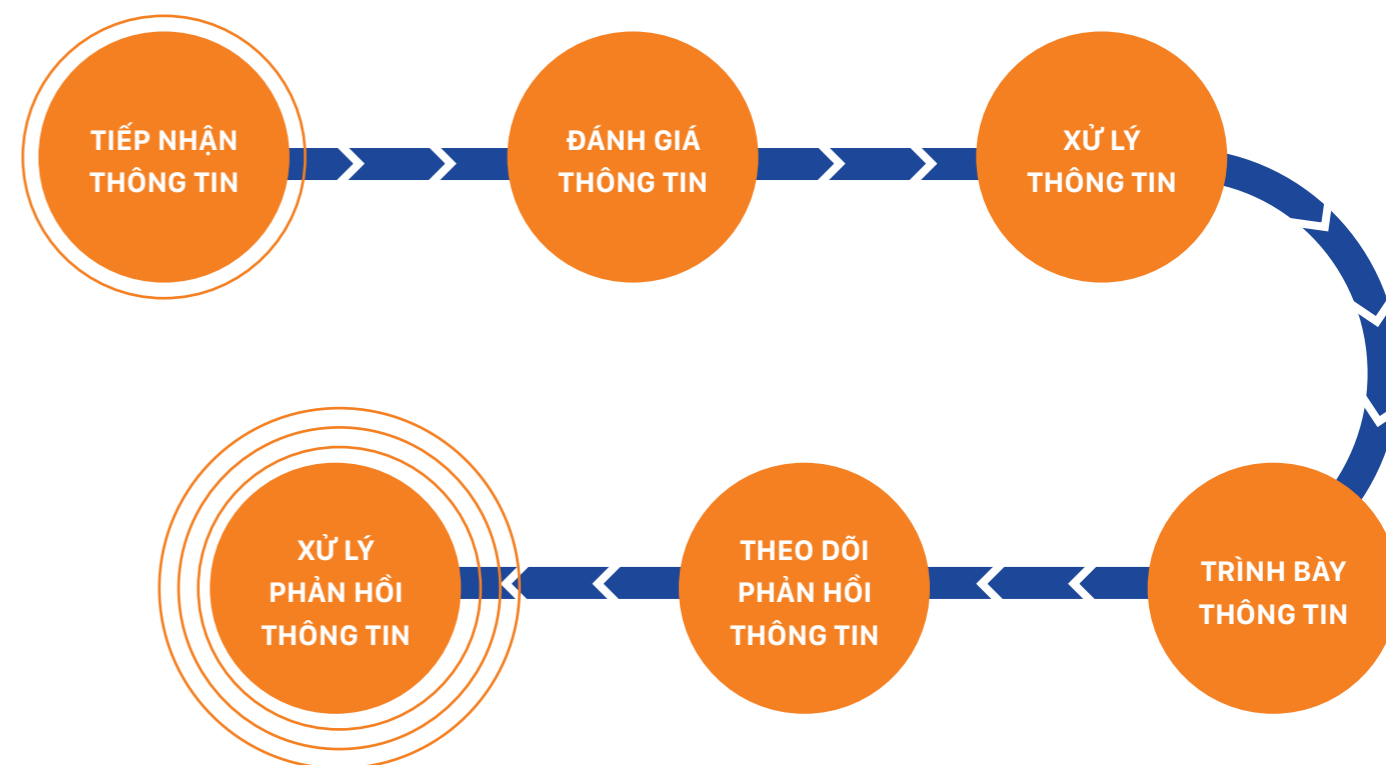 TIẾP NHẬN
THÔNG TIN
ĐÁNH GIÁ
THÔNG TIN
XỬ LÝ
THÔNG TIN
TRÌNH BÀY
THÔNG TIN
THEO DÕI
PHẢN HỒI
THÔNG TIN
XỬ LÝ
PHẢN HỒI
THÔNG TIN